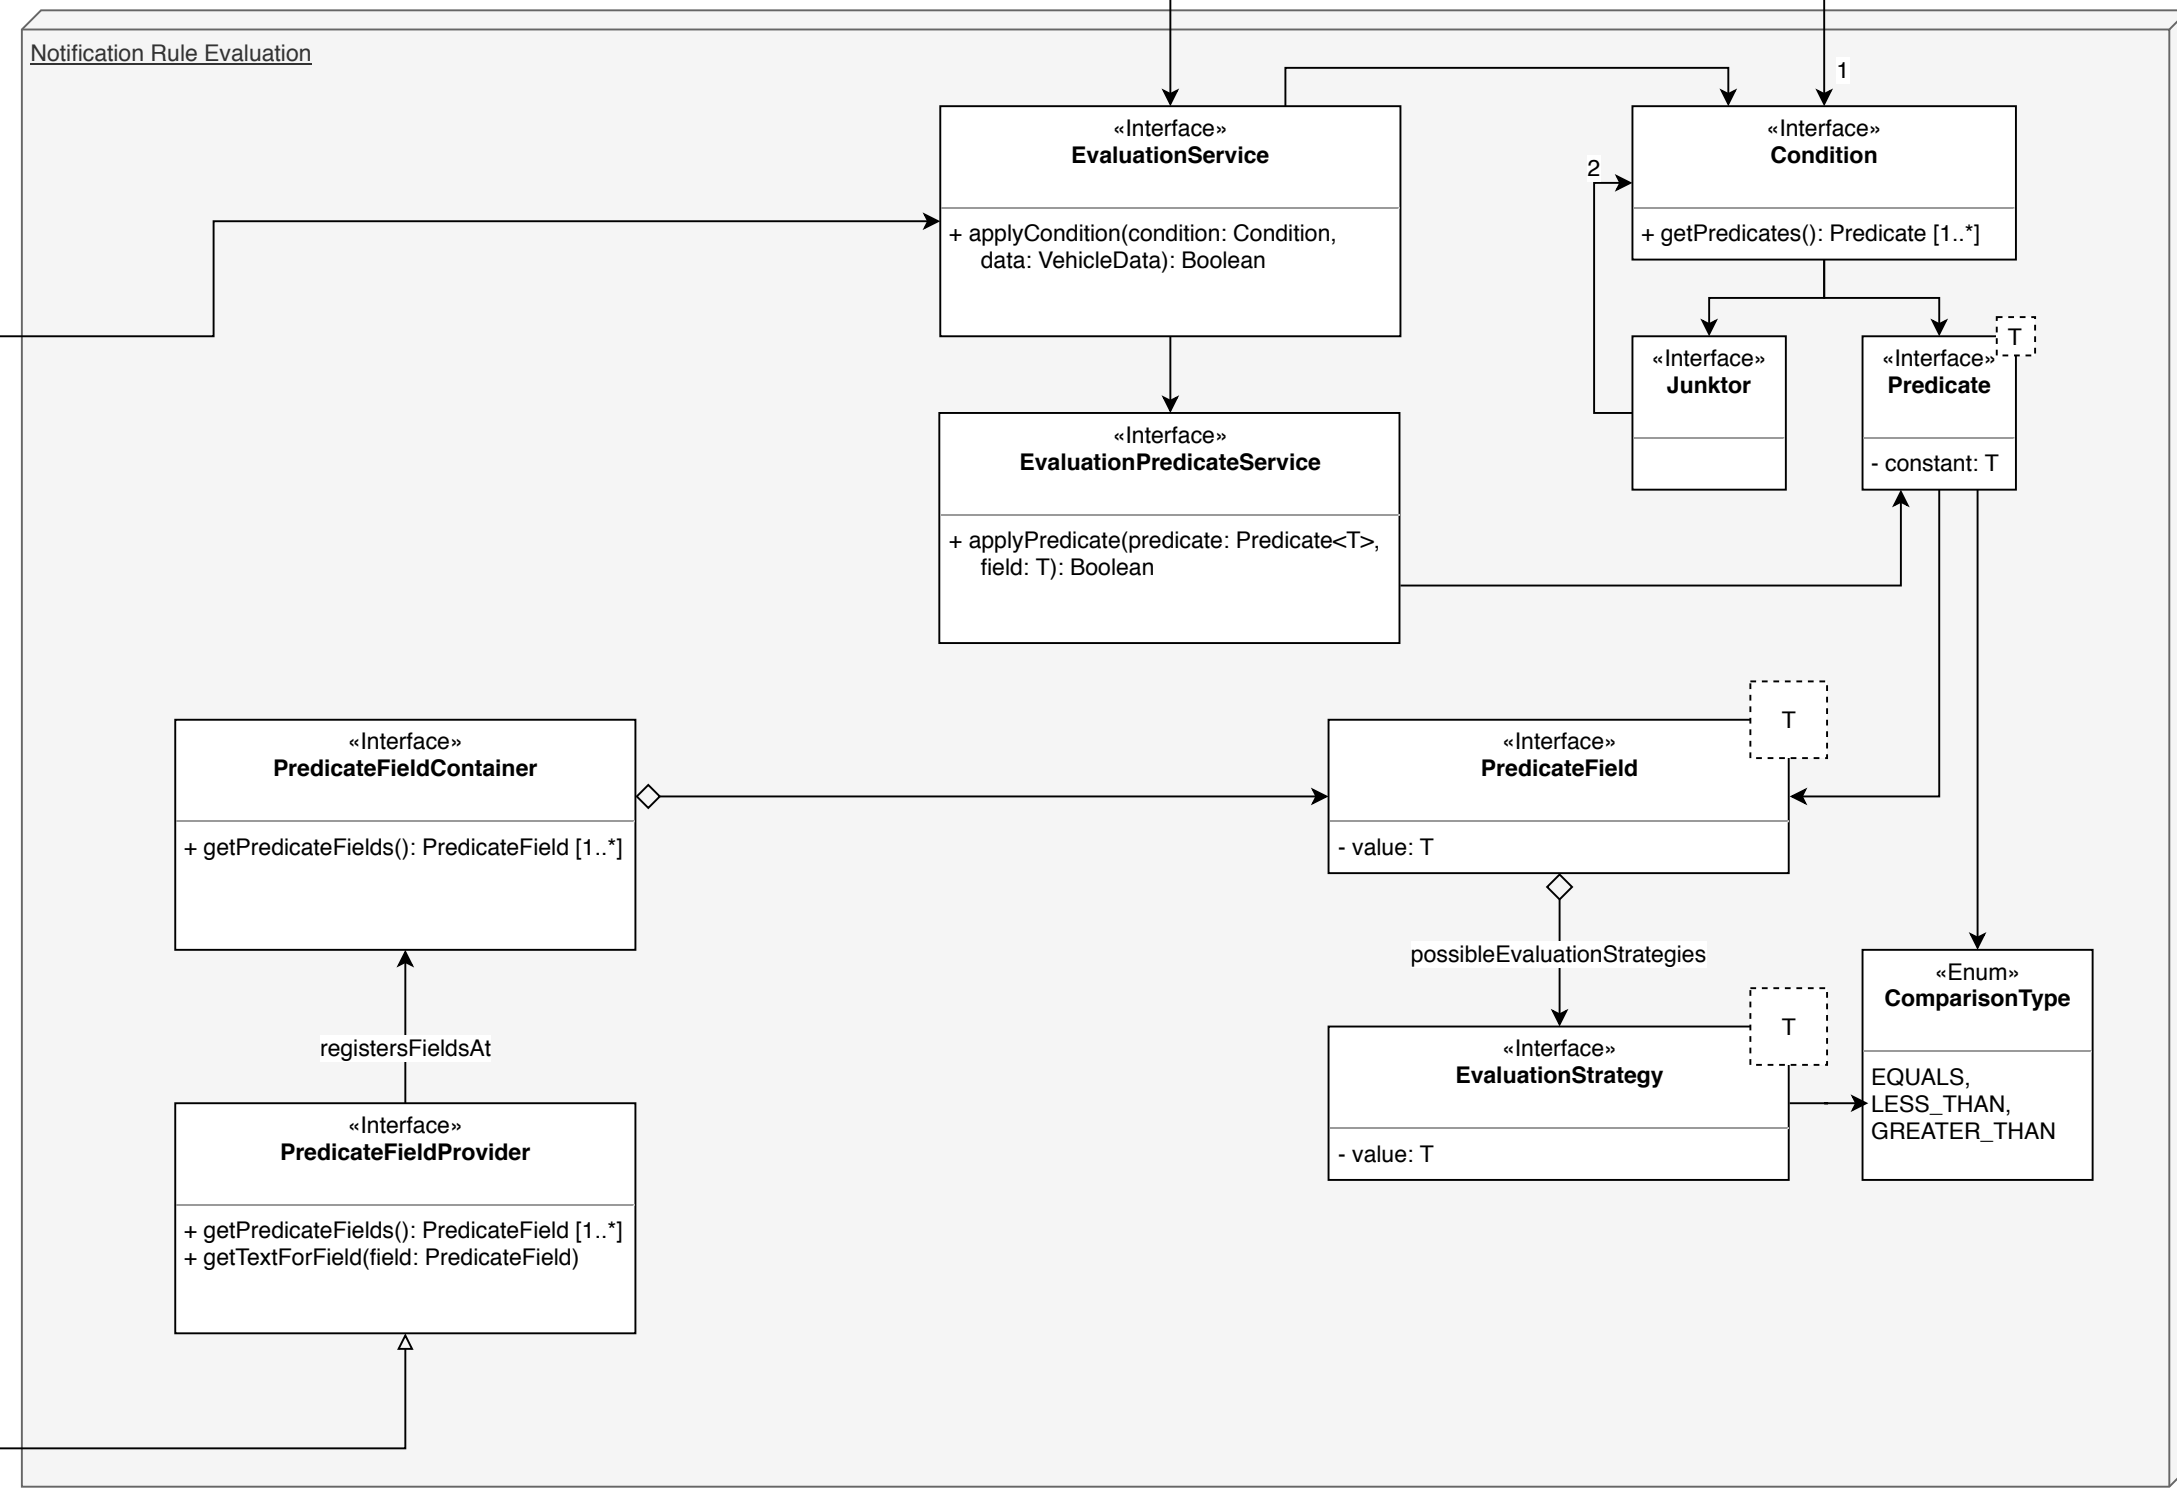 Notification Rule Evaluation
1
«Interface»
EvaluationService
+ applyCondition(condition: Condition,
data: VehicleData): Boolean
«Interface»
Condition
+ getPredicates(): Predicate [1..*]
2
«Interface»
Junktor
T
«Interface»
Predicate
- constant: T
«Interface»
EvaluationPredicateService
+ applyPredicate(predicate: Predicate<T>,
field: T): Boolean
«Interface»
PredicateFieldContainer
+ getPredicateFields(): PredicateField [1..*]
T
«Interface»
PredicateField
- value: T
possibleEvaluationStrategies
registersFieldsAt
T
«Interface»
EvaluationStrategy
- value: T
«Enum»
ComparisonType
EQUALS,
LESS_THAN,
GREATER_THAN
«Interface»
PredicateFieldProvider
+ getPredicateFields(): PredicateField [1..*]
+ getTextForField(field: PredicateField)